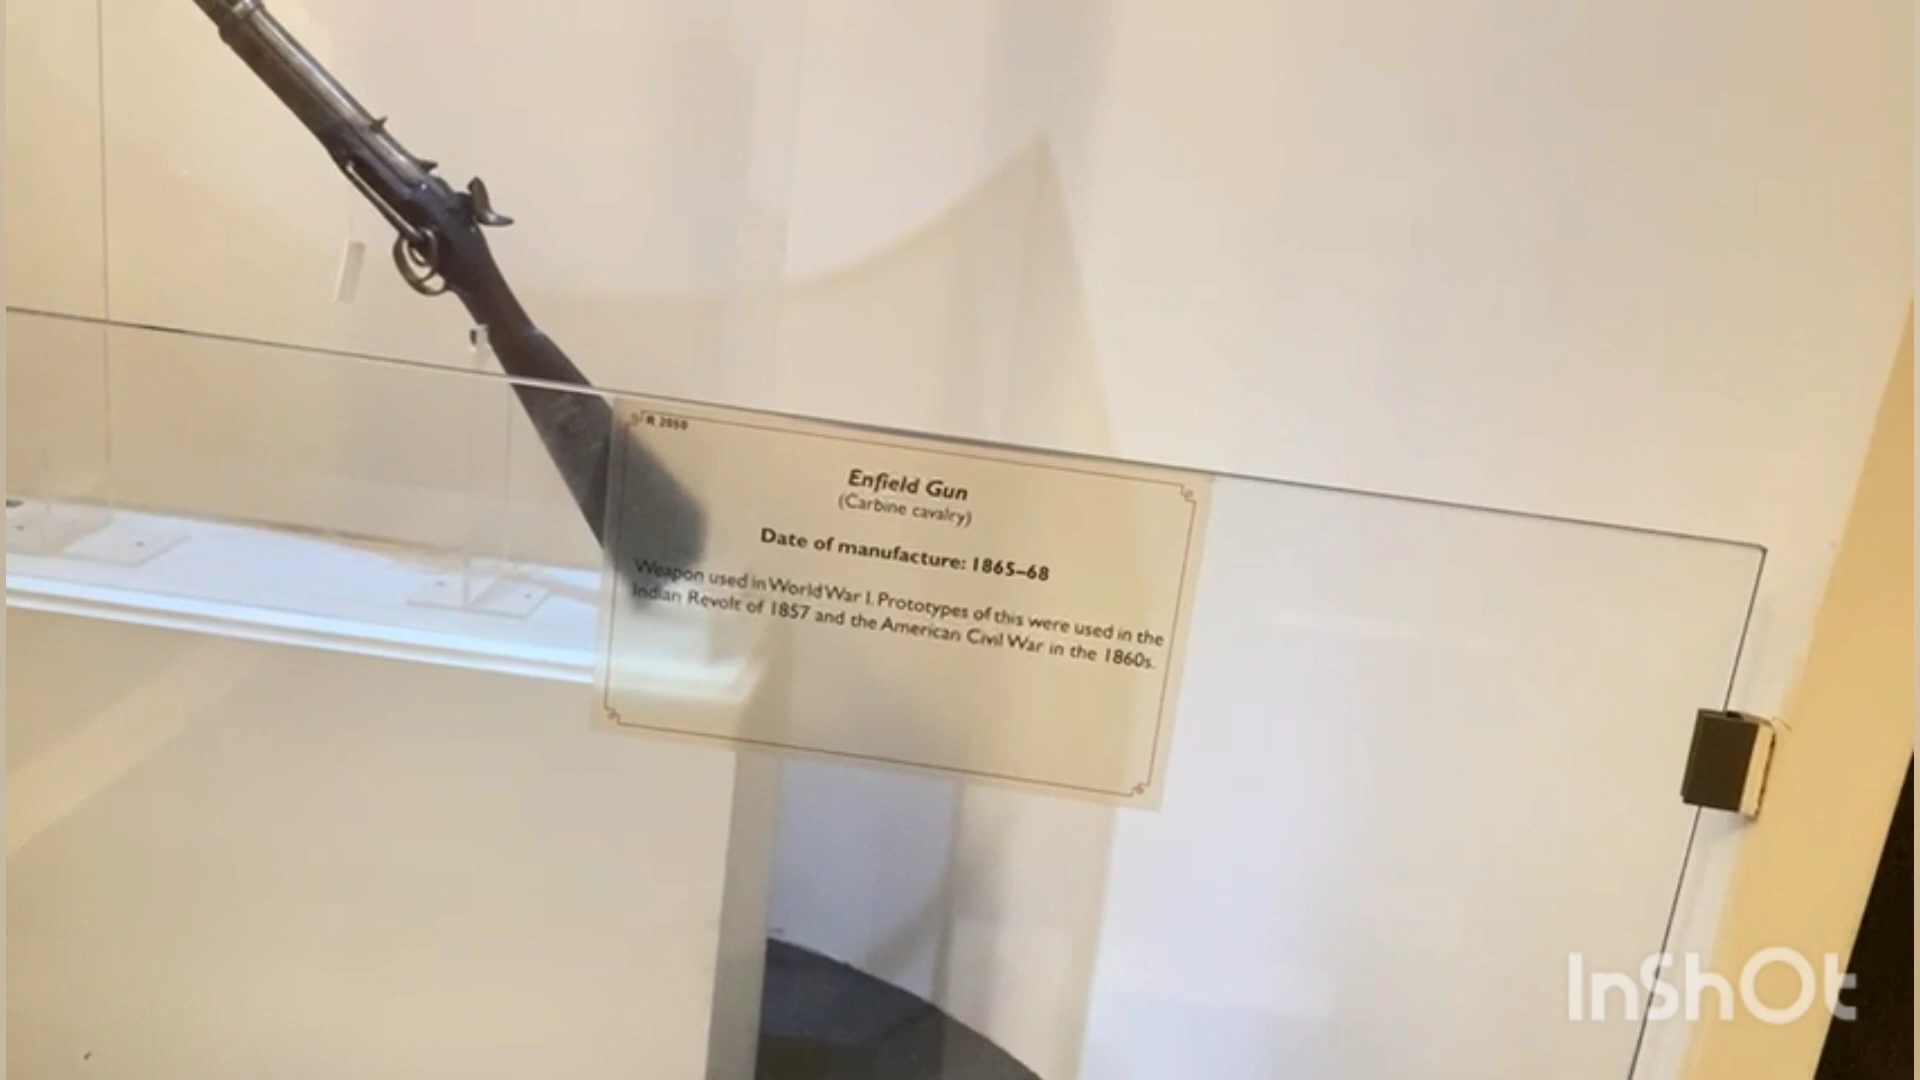 R 2050
Enfield Gun
(Carbine cavalry)
Date of manufacture: 1865–68
Weapon used in World War I. Prototypes of this were used in the
Indian Revolt of 1857 and the American Civil War in the 1860s.
InShOt